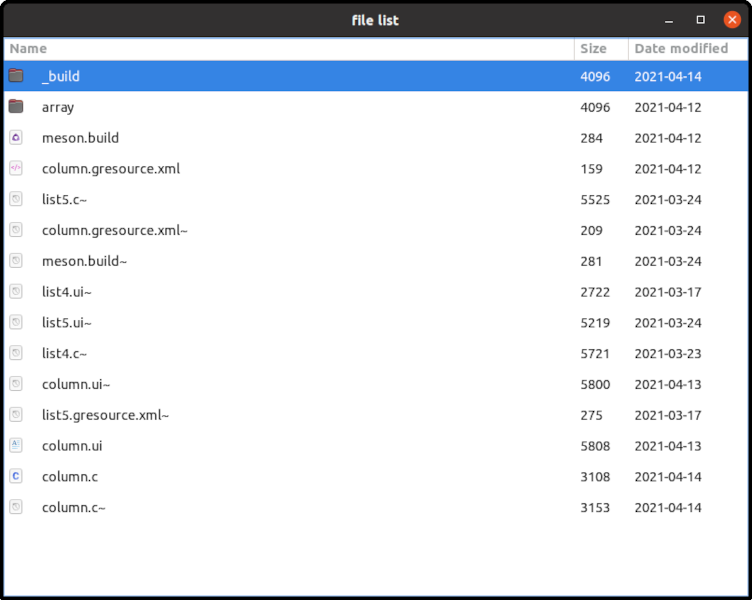 file list
Name Size Date modified
_build 4096 2021-04-14
array 4096 2021-04-12
meson.build 284 2021-04-12
column.gresource.xml 159 2021-04-12
list5.c~ 5525 2021-03-24
column.gresource.xml~ 209 2021-03-24
meson.build~ 281 2021-03-24
list4.ui~ 2722 2021-03-17
list5.ui~ 5219 2021-03-24
list4.c~ 5721 2021-03-23
column.ui~ 5800 2021-04-13
list5.gresource.xml~ 275 2021-03-17
column.ui 5808 2021-04-13
column.c 3108 2021-04-14
column.c~ 3153 2021-04-14